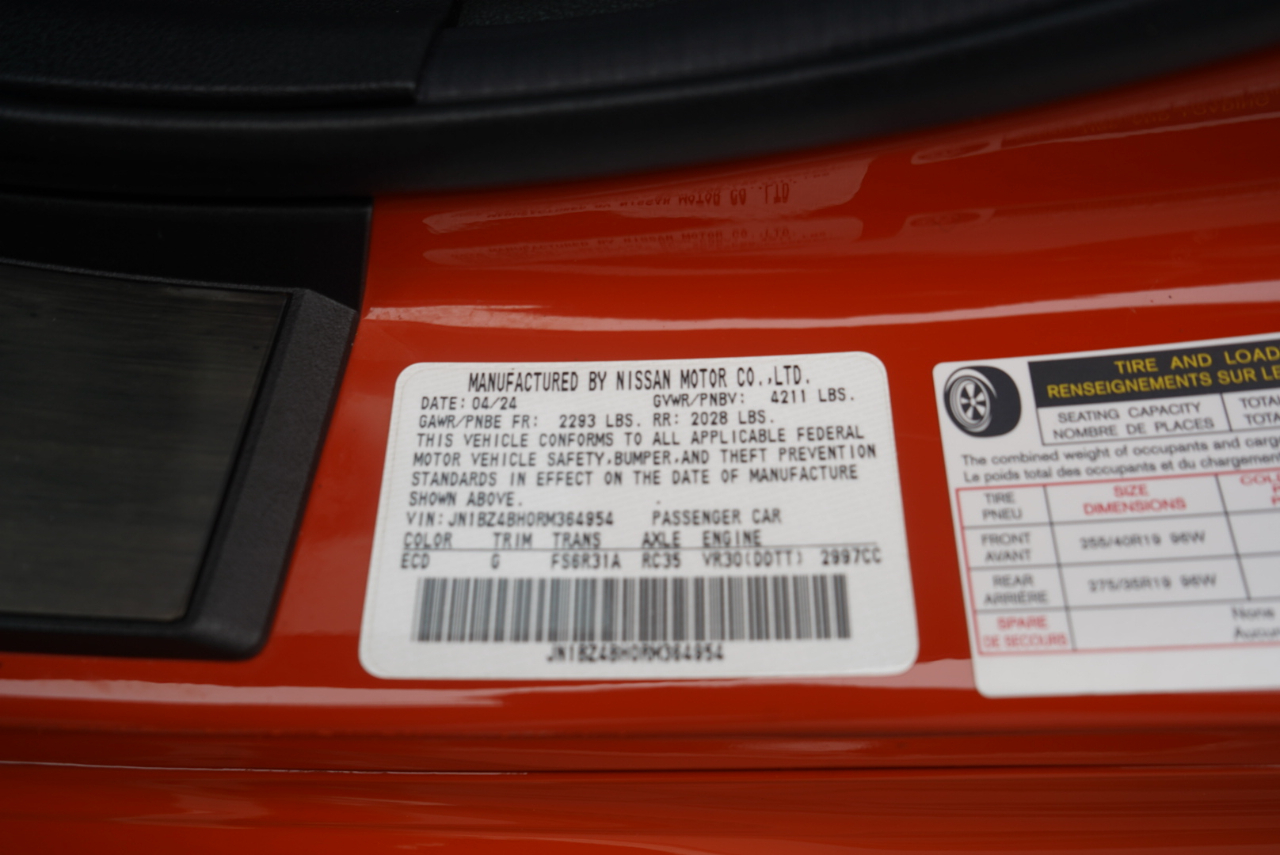 MANUFACTURED BY NISSAN MOTOR CO.,LTD.
DATE: 04/24 GVWR/PNBV: 4211 LBS.
GAWR/PNBE FR: 2293 LBS. RR: 2028 LBS.
THIS VEHICLE CONFORMS TO ALL APPLICABLE FEDERAL
MOTOR VEHICLE SAFETY,BUMPER,AND THEFT PREVENTION
STANDARDS IN EFFECT ON THE DATE OF MANUFACTURE
SHOWN ABOVE.
VIN: JN1BZ4BH0RM364954 PASSENGER CAR
COLOR TRIM TRANS AXLE ENGINE
ECD G FS6R31A RC35 VR30(DDTT) 2997CC
JN1BZ4BH0RM364954
TIRE AND LOAD
RENSEIGNEMENTS SUR LE
SEATING CAPACITY
NOMBRE DE PLACES
The combined weight of occupants and
Le poids total des occupants et du chargement
TIRE
PNEU
SIZE
DIMENSIONS
FRONT
AVANT
255/40R19 96W
REAR
ARRIÈRE
275/35R19 96W
SPARE
DE SECOURS
None